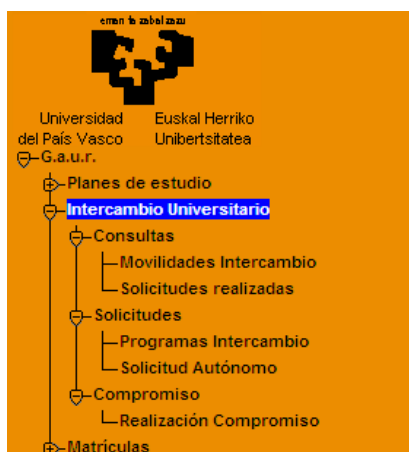 eman ta zabal zazu
Universidad Euskal Herriko
del País Vasco Unibertsitatea
G.a.u.r.
Planes de estudio
Intercambio Universitario
Consultas
Movilidades Intercambio
Solicitudes realizadas
Solicitudes
Programas Intercambio
Solicitud Autónomo
Compromiso
Realización Compromiso
Matrículas